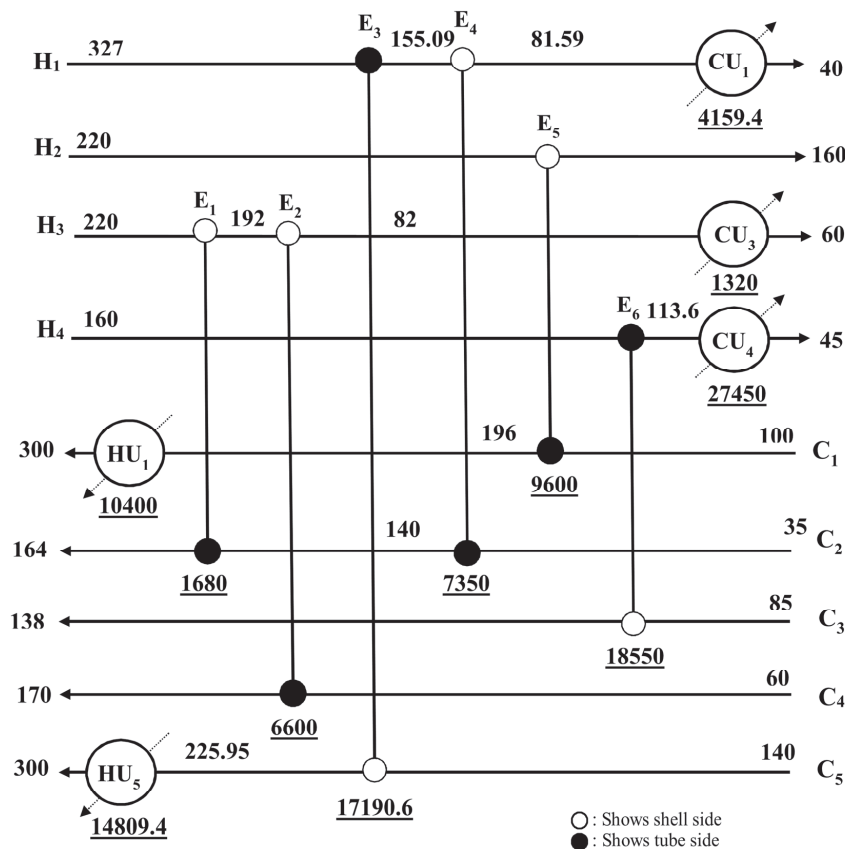 E₃ 155.09 E₄ 81.59
H₁ 327 CU₁ 40
4159.4
H₂ 220 E₅ 160
E₁ 192 E₂ 82
H₃ 220 CU₃ 60
1320
H₄ 160 E₆ 113.6 CU₄ 45
27450
300 HU₁ 196 100 C₁
10400 9600
164 140 35 C₂
1680 7350
138 85 C₃
18550
170 60 C₄
6600
300 HU₅ 225.95 140 C₅
14809.4 17190.6
: Shows shell side
: Shows tube side